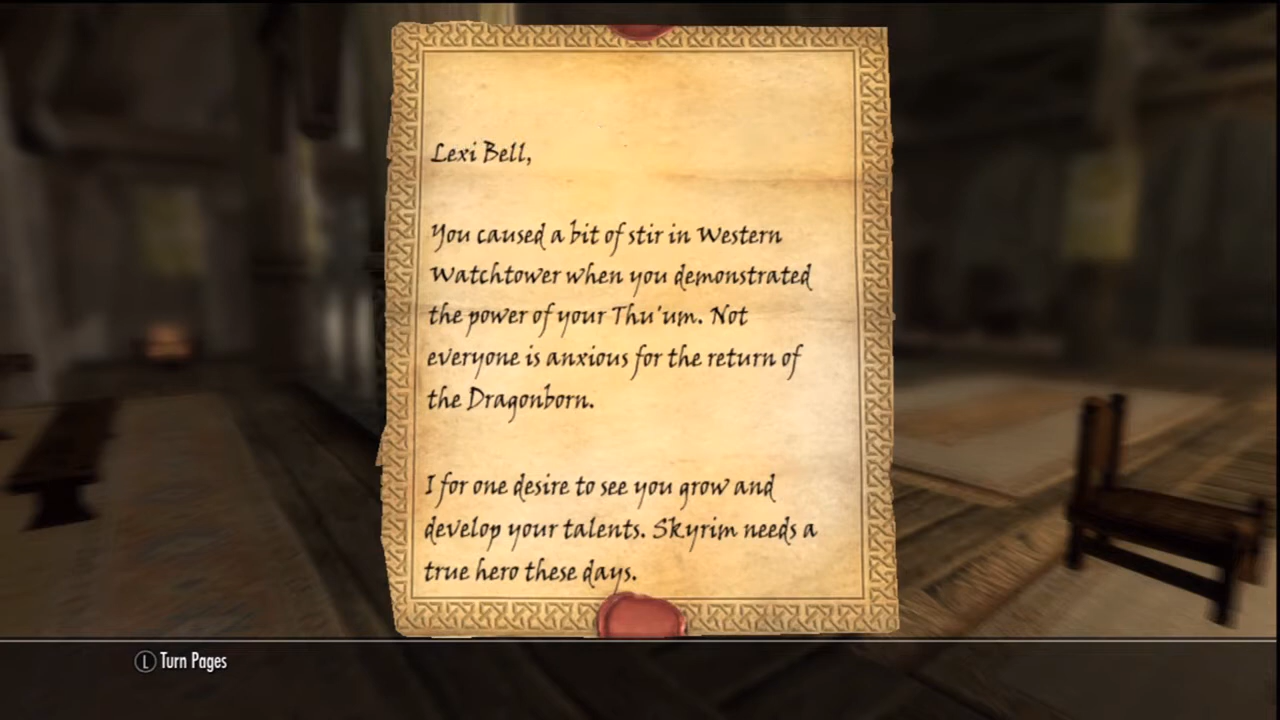 Lexi Bell,
You caused a bit of stir in Western
Watchtower when you demonstrated
the power of your Thu'um. Not
everyone is anxious for the return of
the Dragonborn.
I for one desire to see you grow and
develop your talents. Skyrim needs a
true hero these days.
L Turn Pages